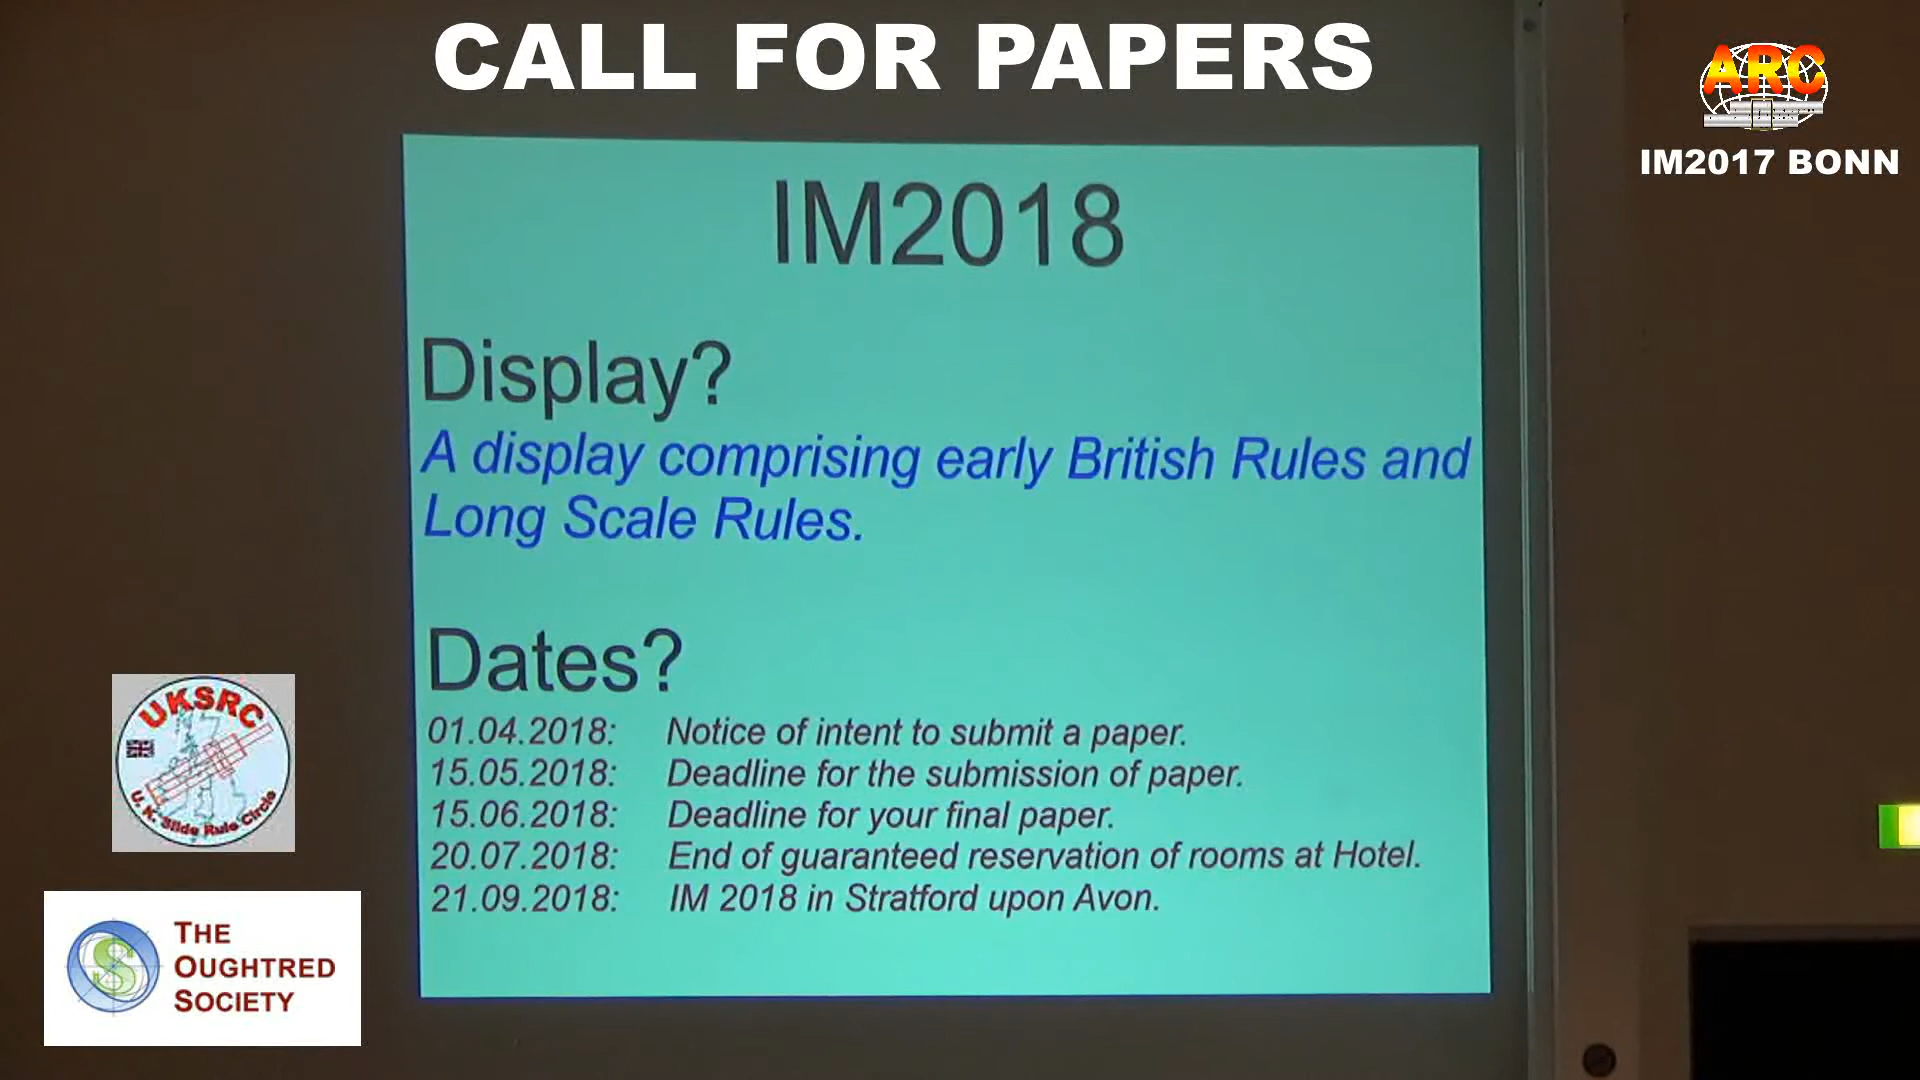 CALL FOR PAPERS
ARC
IM2017 BONN
IM2018
Display?
A display comprising early British Rules and
Long Scale Rules.
Dates?
01.04.2018: Notice of intent to submit a paper.
15.05.2018: Deadline for the submission of paper.
15.06.2018: Deadline for your final paper.
20.07.2018: End of guaranteed reservation of rooms at Hotel.
21.09.2018: IM 2018 in Stratford upon Avon.
UKSRC
U.K. Slide Rule Circle
THE
OUGHTRED
SOCIETY